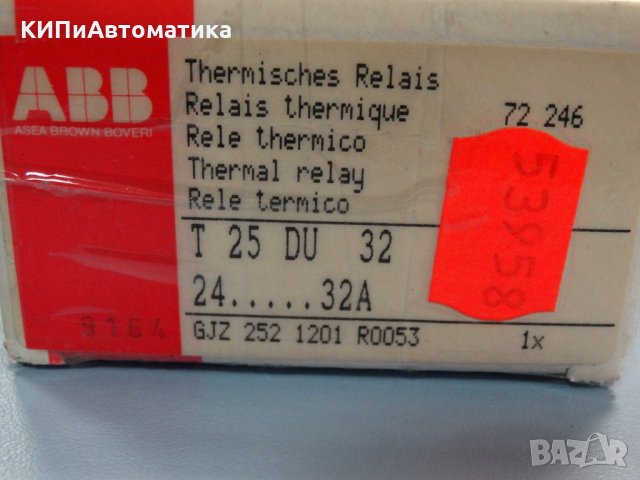 КИПиАвтоматика
ABB
ASEA BROWN BOVERI
Thermisches Relais
Relais thermique 72 246
Rele thermico
Thermal relay
Rele termico
T 25 DU 32
24.....32A
GJZ 252 1201 R0053 1x
53958
9164
BAZAR